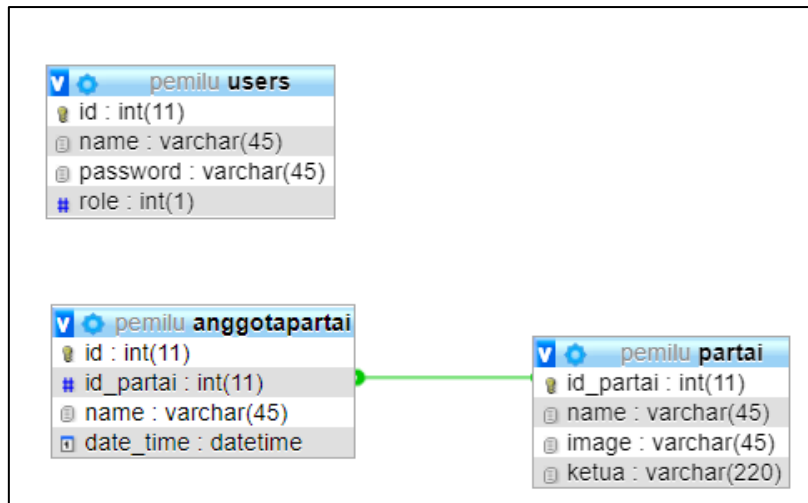 pemilu users
id : int(11)
name : varchar(45)
password : varchar(45)
# role : int(1)
pemilu anggotapartai
id : int(11)
# id_partai : int(11)
name : varchar(45)
date_time : datetime
pemilu partai
id_partai : int(11)
name : varchar(45)
image : varchar(45)
ketua : varchar(220)